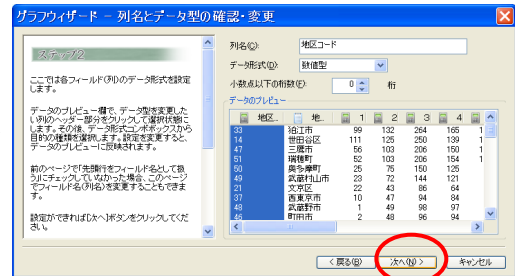 グラフウィザード － 列名とデータ型の確認・変更
ステップ2
ここでは各フィールド(列)のデータ形式を設定
します。
データのプレビュー欄で、データ型を変更した
い列のヘッダー部分をクリックして選択状態に
します。その後、データ形式コンボボックスから
目的の種類を選択します。設定を変更すると、
データのプレビューに反映されます。
前のページで「先頭行をフィールド名として扱
う」にチェックしていなかった場合、このページ
でフィールド名(列名)を変更することもできま
す。
設定ができれば[次へ]ボタンをクリックしてくだ
さい。
列名(C): 地区コード
データ形式(D): 数値型
小数点以下の桁数(E): 0 桁
データのプレビュー
地区... 地... 1 2 3 4
33 狛江市 99 132 264 165 1
14 世田谷区 111 125 250 139 1
47 三鷹市 56 103 206 150 1
51 瑞穂町 52 103 206 154 1
50 奥多摩町 25 75 150 125
49 武蔵村山市 23 72 144 121
21 文京区 22 43 86 64
37 西東京市 10 47 94 84
48 武蔵野市 1 49 98 97
46 町田市 2 48 96 94
< 戻る(B) 次へ(N) > キャンセル